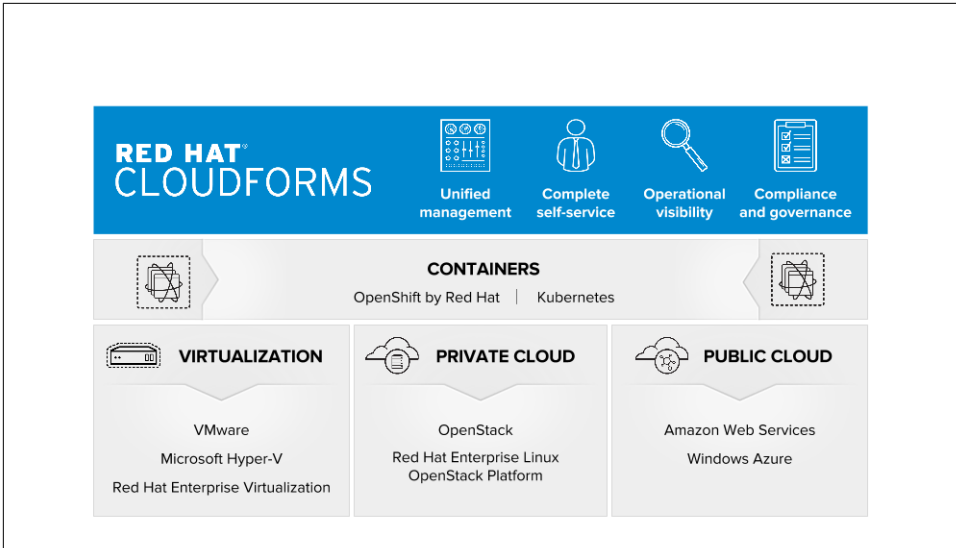 RED HAT®
CLOUDFORMS
Unified
management
Complete
self-service
Operational
visibility
Compliance
and governance
CONTAINERS
OpenShift by Red Hat | Kubernetes
VIRTUALIZATION
VMware
Microsoft Hyper-V
Red Hat Enterprise Virtualization
PRIVATE CLOUD
OpenStack
Red Hat Enterprise Linux
OpenStack Platform
PUBLIC CLOUD
Amazon Web Services
Windows Azure